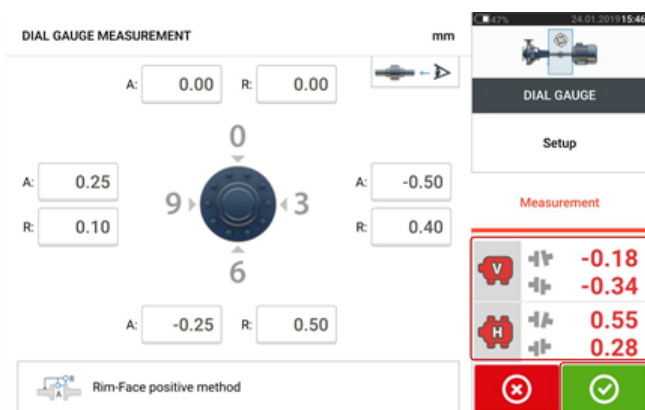 47% 24.01.2019 15:46
DIAL GAUGE MEASUREMENT mm
A: 0.00 R: 0.00
DIAL GAUGE
0
Setup
A: 0.25 A: -0.50
9 3
Measurement
R: 0.10 R: 0.40
6
V -0.18
-0.34
A: -0.25 R: 0.50
H 0.55
0.28
R
A
Rim-Face positive method